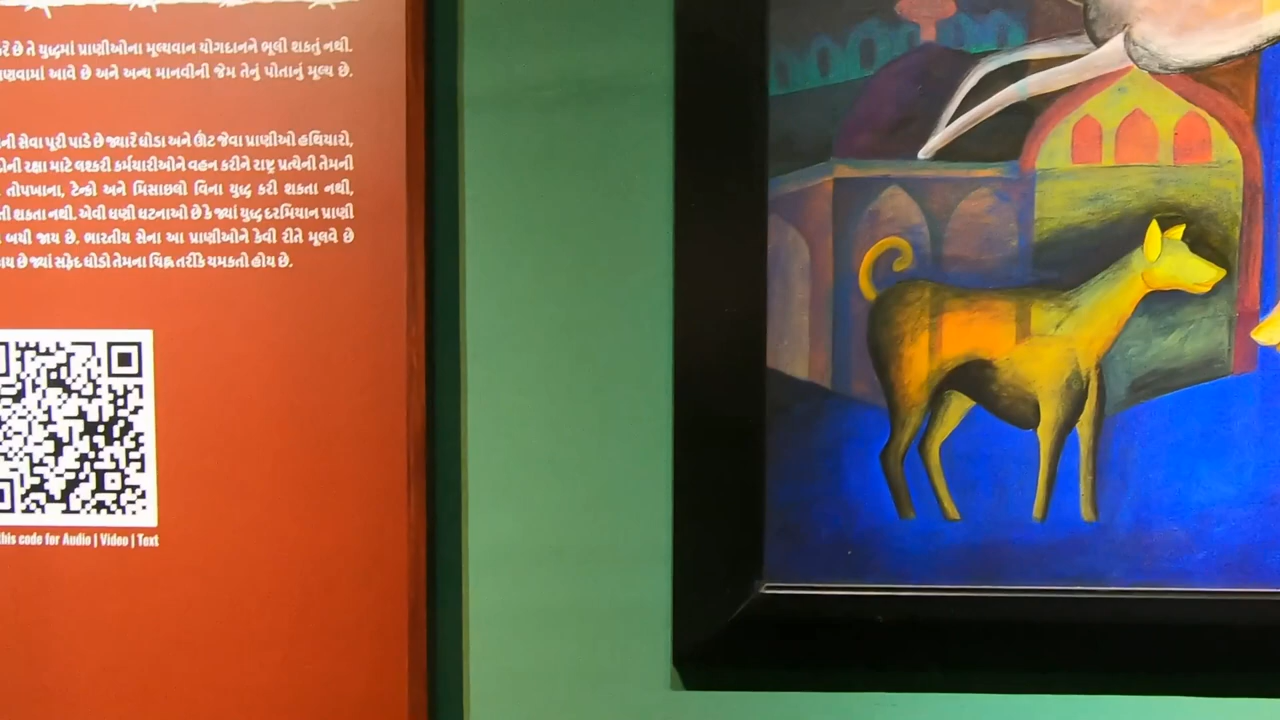 છે તે યુદ્ધમાં પ્રાણીઓના મૂલ્યવાન યોગદાનને ભૂલી શકતું નથી.
આવે છે અને અન્ય માનવીની જેમ તેનું પોતાનું મૂલ્ય છે.
સેવા પૂરી પાડે છે જ્યારે ઘોડા અને ઊંટ જેવા પ્રાણીઓ હથિયારો,
રક્ષા માટે લશ્કરી કર્મચારીઓને વહન કરીને રાષ્ટ્ર પ્રત્યેની તેમની
તોપખાના, ટેન્કો અને મિસાઇલો વિના યુદ્ધ કરી શકતા નથી,
શકતા નથી. એવી ઘણી ઘટનાઓ છે કે જ્યાં યુદ્ધ દરમિયાન પ્રાણી
બચી જાય છે. ભારતીય સેના આ પ્રાણીઓને કેવી રીતે મૂલવે છે
છે જ્યાં સફેદ ઘોડો તેમના ચિહ્ન તરીકે ચમકતો હોય છે.
this code for Audio | Video | Text